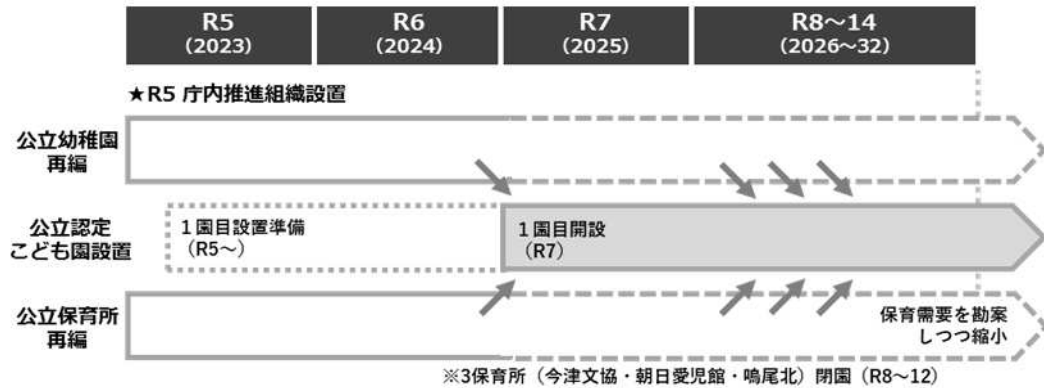 R5
(2023)
R6
(2024)
R7
(2025)
R8～14
(2026～32)
★R5 庁内推進組織設置
公立幼稚園
再編
公立認定
こども園設置
１園目設置準備
（R5～）
１園目開設
（R7）
公立保育所
再編
保育需要を勘案
しつつ縮小
※3保育所（今津文協・朝日愛児館・鳴尾北）閉園（R8～12）